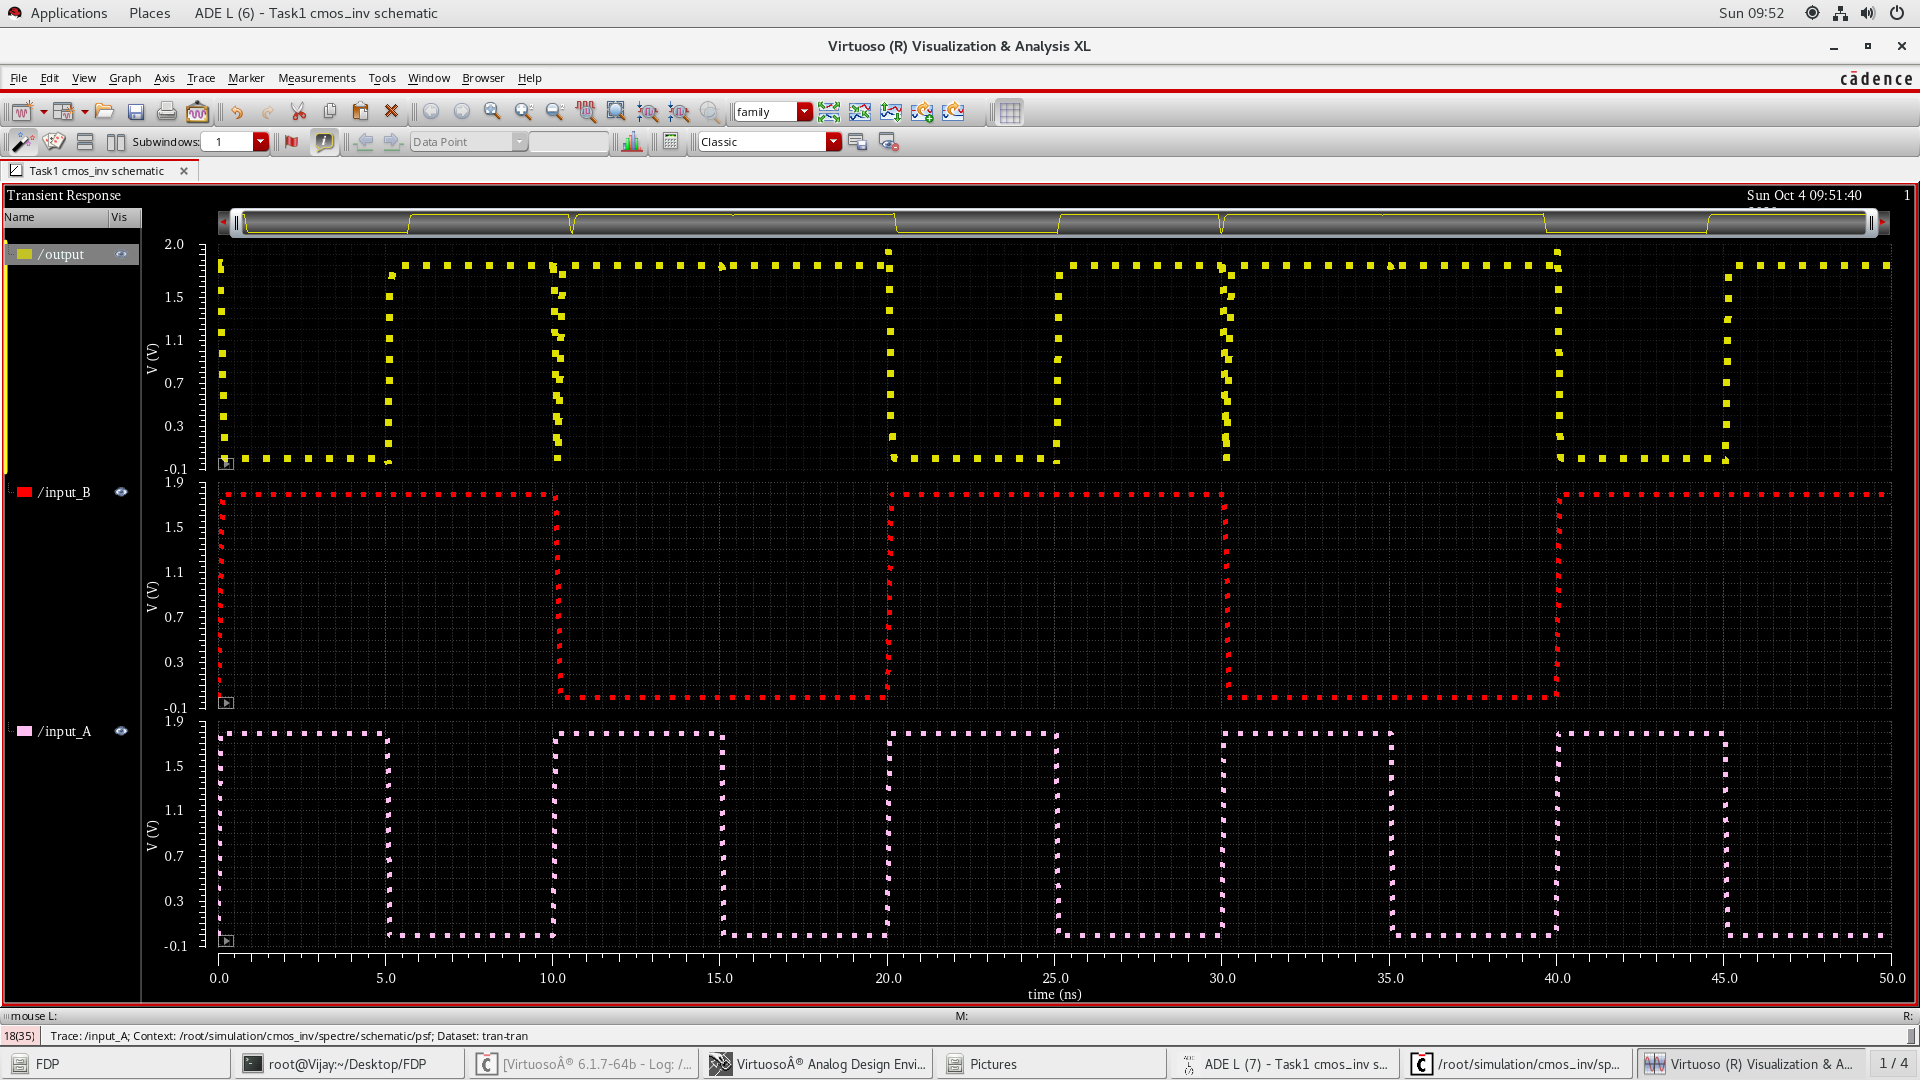 Applications Places ADE L (6) - Task1 cmos_inv schematic Sun 09:52
Virtuoso (R) Visualization & Analysis XL
File Edit View Graph Axis Trace Marker Measurements Tools Window Browser Help cādence
family
Subwindows: 1 Data Point Classic
Task1 cmos_inv schematic
Transient Response Sun Oct 4 09:51:40 1
Name Vis
/output
2.0
1.5
1.1
0.7
0.3
-0.1
V (V)
/input_B
1.9
1.5
1.1
0.7
0.3
-0.1
V (V)
/input_A
1.9
1.5
1.1
0.7
0.3
-0.1
V (V)
0.0 5.0 10.0 15.0 20.0 25.0 30.0 35.0 40.0 45.0 50.0
time (ns)
mouse L: M: R:
18(35) Trace: /input_A; Context: /root/simulation/cmos_inv/spectre/schematic/psf; Dataset: tran-tran
FDP root@Vijay:~/Desktop/FDP [VirtuosoÂ® 6.1.7-64b - Log: /... VirtuosoÂ® Analog Design Envi... Pictures ADE L (7) - Task1 cmos_inv s... /root/simulation/cmos_inv/sp... Virtuoso (R) Visualization & A... 1 / 4